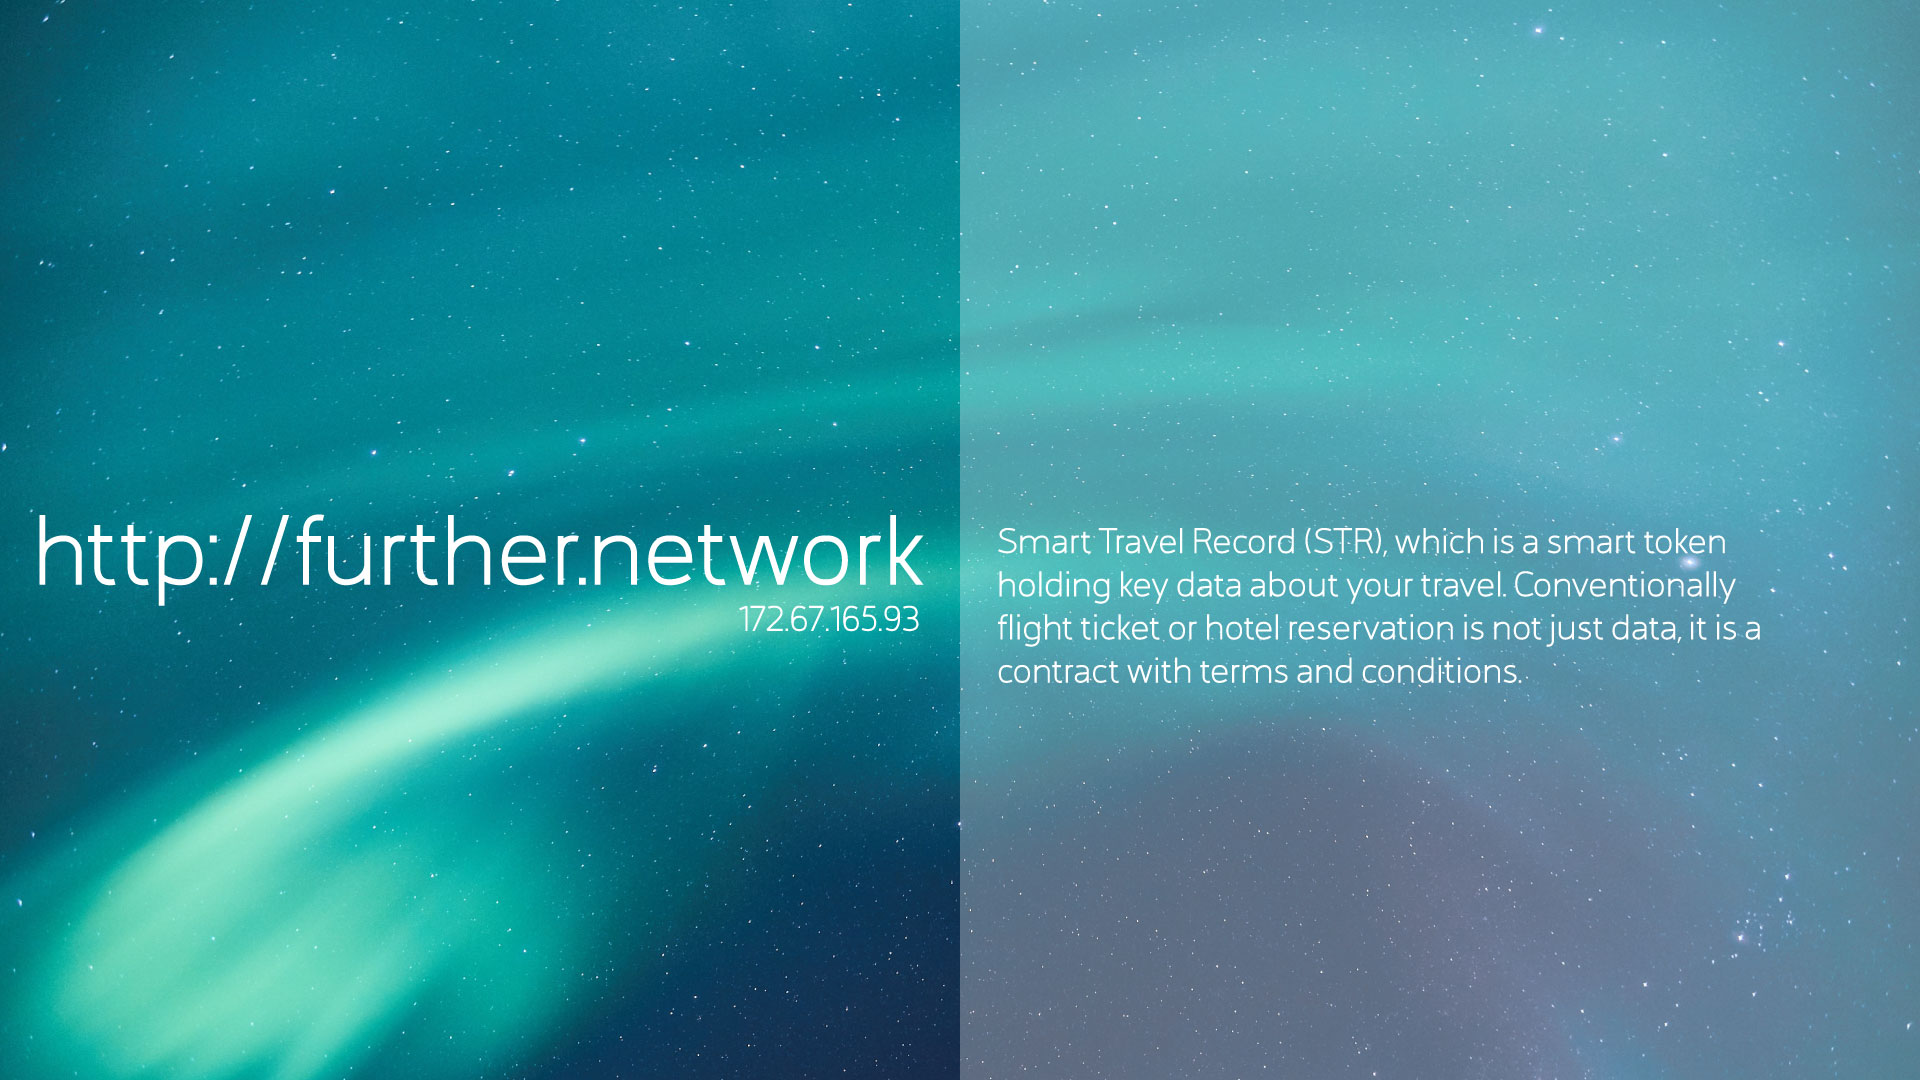 http://further.network
172.67.165.93
Smart Travel Record (STR), which is a smart token
holding key data about your travel. Conventionally
flight ticket or hotel reservation is not just data, it is a
contract with terms and conditions.